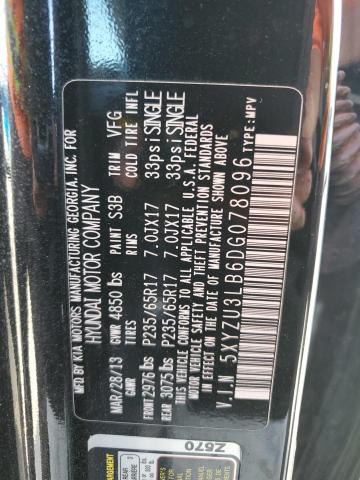 MFD. BY KIA MOTORS MANUFACTURING GEORGIA, INC. FOR
HYUNDAI MOTOR COMPANY
MAR/28/13 GVWR 4850 lbs PAINT S3B TRIM VFG
GAWR TIRES RIMS COLD TIRE INFL
FRONT 2976 lbs P235/65R17 7.0JX17 33psi SINGLE
REAR 3075 lbs P235/65R17 7.0JX17 33psi SINGLE
THIS VEHICLE CONFORMS TO ALL APPLICABLE U.S.A. FEDERAL
MOTOR VEHICLE SAFETY AND THEFT PREVENTION STANDARDS
IN EFFECT ON THE DATE OF MANUFACTURE SHOWN ABOVE.
V.I.N 5XYZU3LB6DG078096 TYPE:MPV
Z670